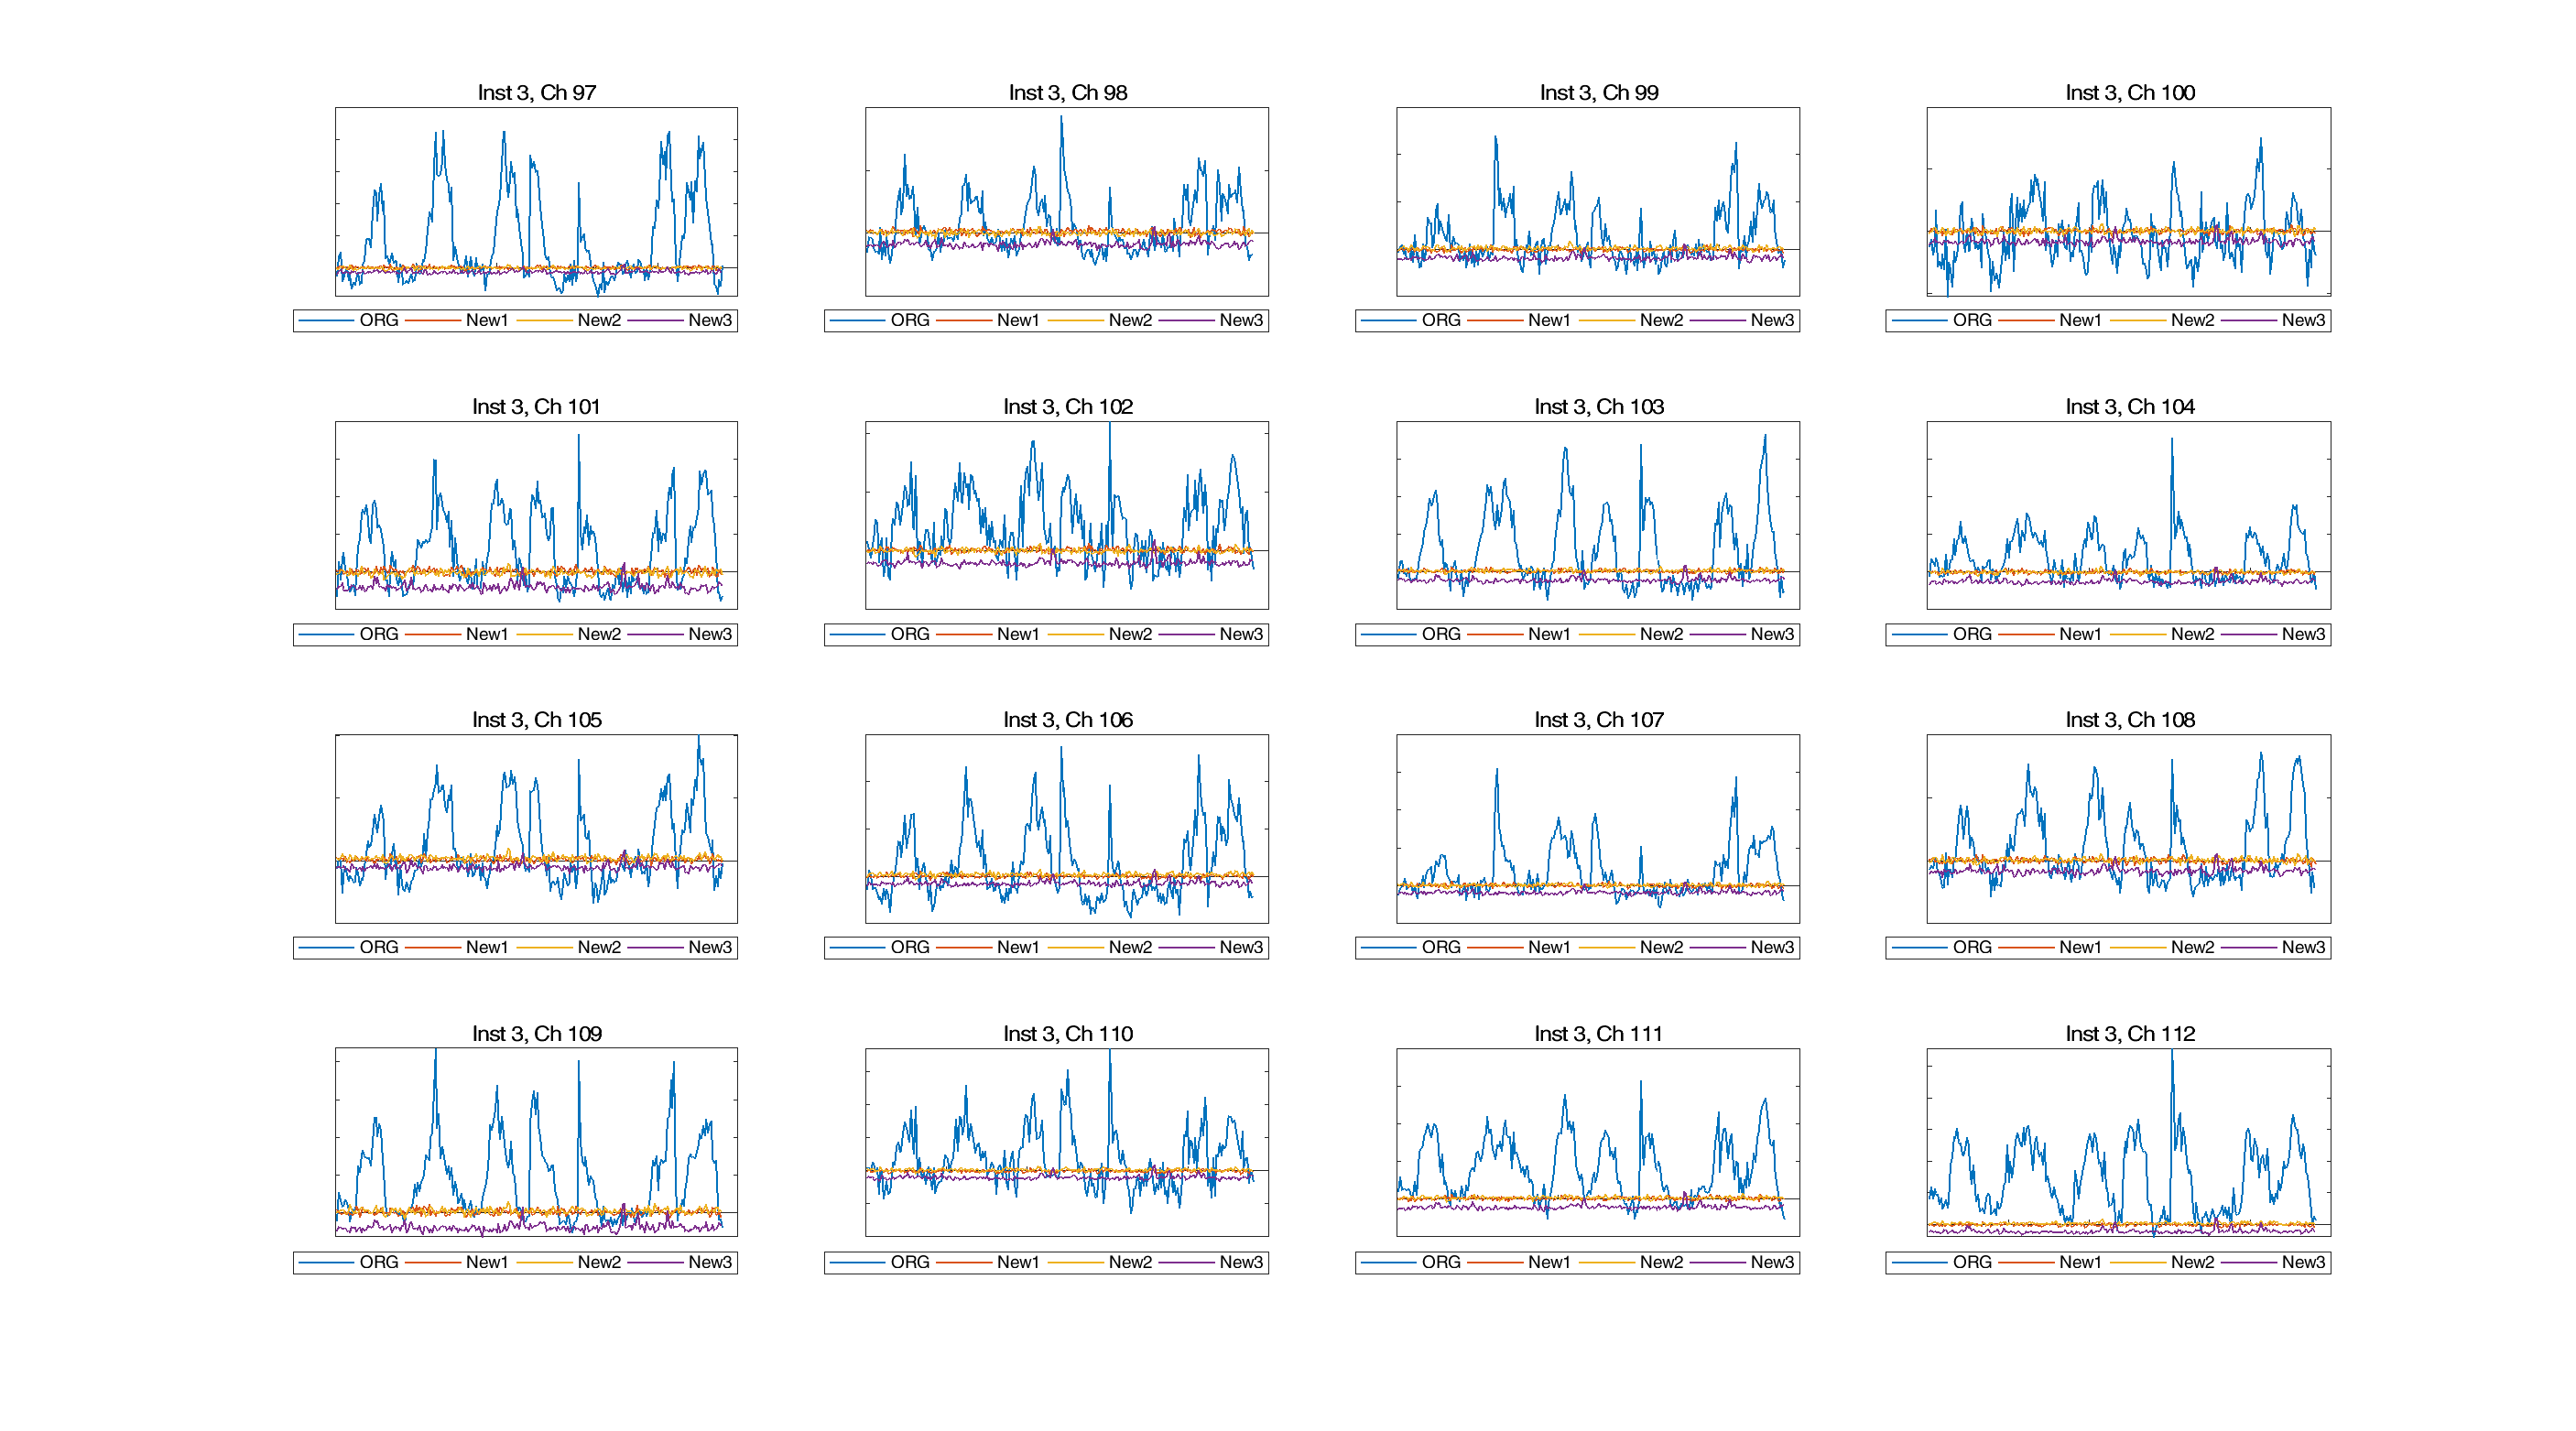 Inst 3, Ch 97
Inst 3, Ch 98
Inst 3, Ch 99
Inst 3, Ch 100
ORG New1 New2 New3
ORG New1 New2 New3
ORG New1 New2 New3
ORG New1 New2 New3
Inst 3, Ch 101
Inst 3, Ch 102
Inst 3, Ch 103
Inst 3, Ch 104
ORG New1 New2 New3
ORG New1 New2 New3
ORG New1 New2 New3
ORG New1 New2 New3
Inst 3, Ch 105
Inst 3, Ch 106
Inst 3, Ch 107
Inst 3, Ch 108
ORG New1 New2 New3
ORG New1 New2 New3
ORG New1 New2 New3
ORG New1 New2 New3
Inst 3, Ch 109
Inst 3, Ch 110
Inst 3, Ch 111
Inst 3, Ch 112
ORG New1 New2 New3
ORG New1 New2 New3
ORG New1 New2 New3
ORG New1 New2 New3